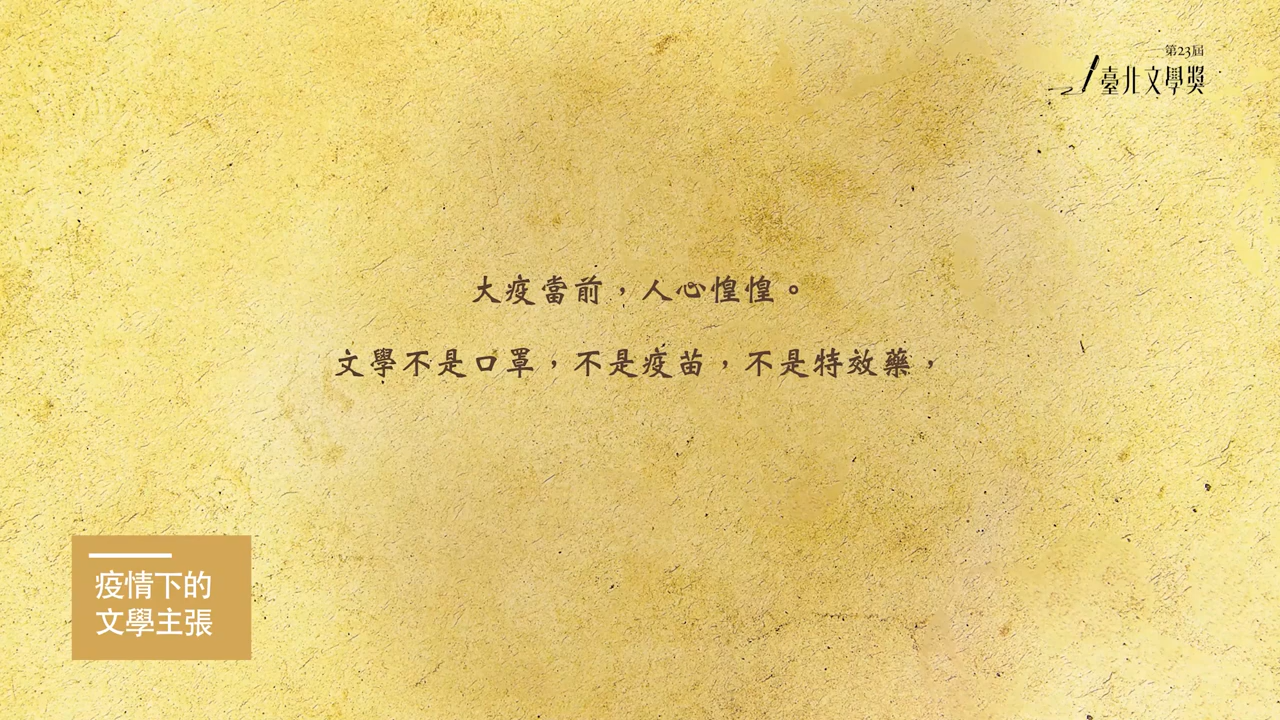 第23屆
臺北文學獎
大疫當前，人心惶惶。
文學不是口罩，不是疫苗，不是特效藥，
疫情下的
文學主張